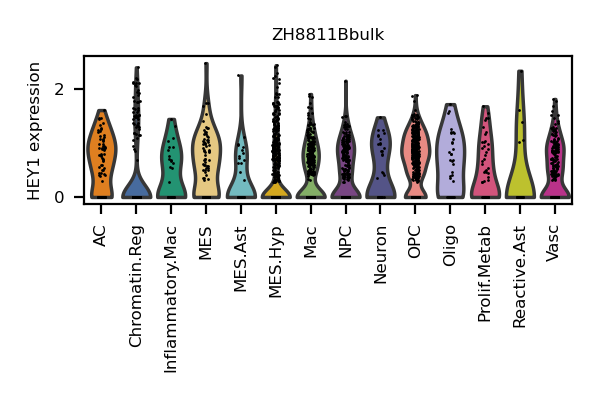 ZH8811Bbulk
HEY1 expression
2
0
AC
Chromatin.Reg
Inflammatory.Mac
MES
MES.Ast
MES.Hyp
Mac
NPC
Neuron
OPC
Oligo
Prolif.Metab
Reactive.Ast
Vasc